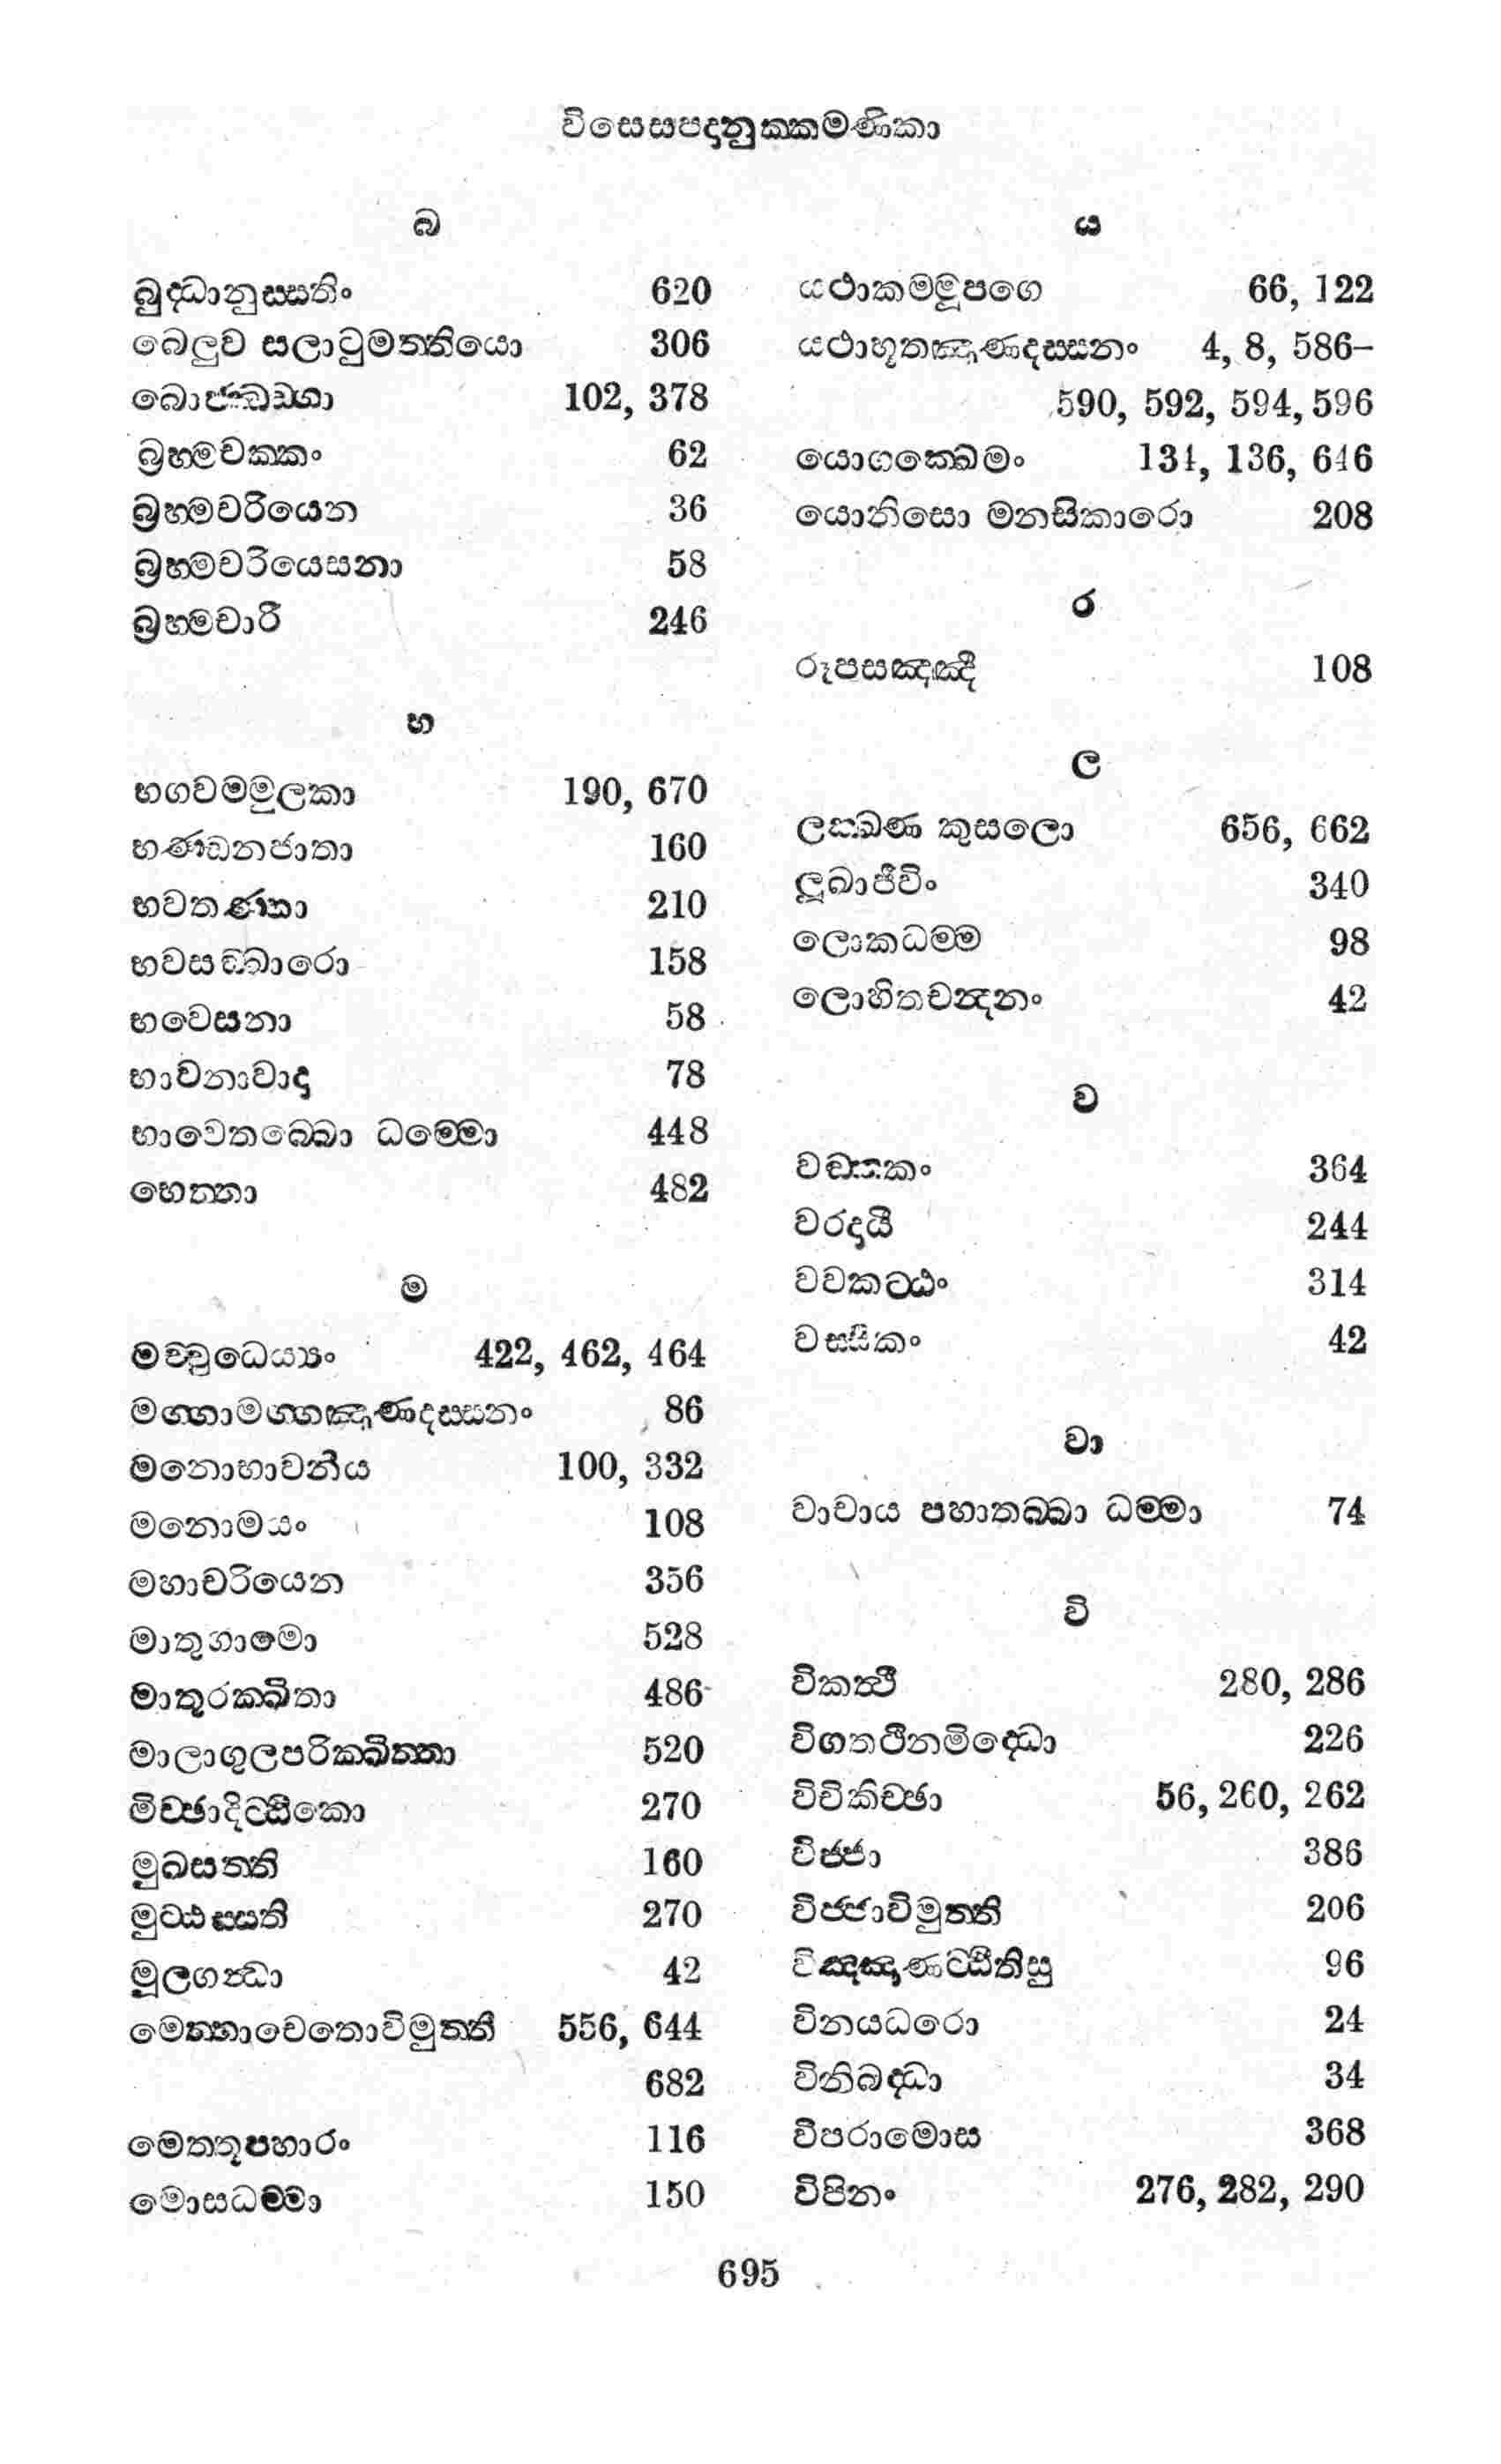 විසෙසපදානුක්කමණිකා
බ
බුද්ධානුස්සතිං 620
බෙලුව සලාටුමත්තියො 306
බොජ්ඣඞ්ගා 102, 378
බ්‍රහ්මචක්කං 62
බ්‍රහ්මචරියෙන 36
බ්‍රහ්මචරියෙසනා 58
බ්‍රහ්මචාරී 246
භ
භගවම්මුලකා 190, 670
භණ්ඩනජාතා 160
භවතණ්හා 210
භවසඞ්ඛාරො 158
භවෙසනා 58
භාවනාවාදා 78
භාවෙතබ්බො ධම්මො 448
භෙත්තා 482
ම
මච්චුධෙය්‍යං 422, 462, 464
මග්ගාමග්ගඤාණදස්සනං 86
මනොභාවනීය 100, 332
මනොමයං 108
මහාචරියෙන 356
මාතුගාමො 528
මාතුරක්ඛිතා 486
මාලාගුලපරික්ඛිත්තා 520
මිච්ඡාදිට්ඨිකො 270
මුඛසත්ති 160
මුට්ඨස්සති 270
මූලගන්ධා 42
මෙත්තාචෙතොවිමුත්ති 556, 644
682
මෙත්තූපහාරං 116
මොසධම්මා 150
ය
යථාකම්මූපගෙ 66, 122
යථාභූතඤාණදස්සනං 4, 8, 586–
590, 592, 594, 596
යොගක්ඛෙමං 134, 136, 646
යොනිසො මනසිකාරො 208
ර
රූපසඤ්ඤී 108
ල
ලක්ඛණ කුසලො 656, 662
ලූඛාජීවිං 340
ලොකධම්ම 98
ලොහිතචන්දනං 42
ව
වච්සකං 364
වරදායී 244
වවකට්ඨං 314
වස්සිකං 42
වා
වාචාය පහාතබ්බා ධම්මා 74
වි
විකත්ථී 280, 286
විගතථීනමිද්ධො 226
විචිකිච්ඡා 56, 260, 262
විජ්ජා 386
විජ්ජාවිමුත්ති 206
විඤ්ඤාණට්ඨිතිසු 96
විනයධරො 24
විනිබද්ධා 34
විපරාමොස 368
විපිනං 276, 282, 290
695